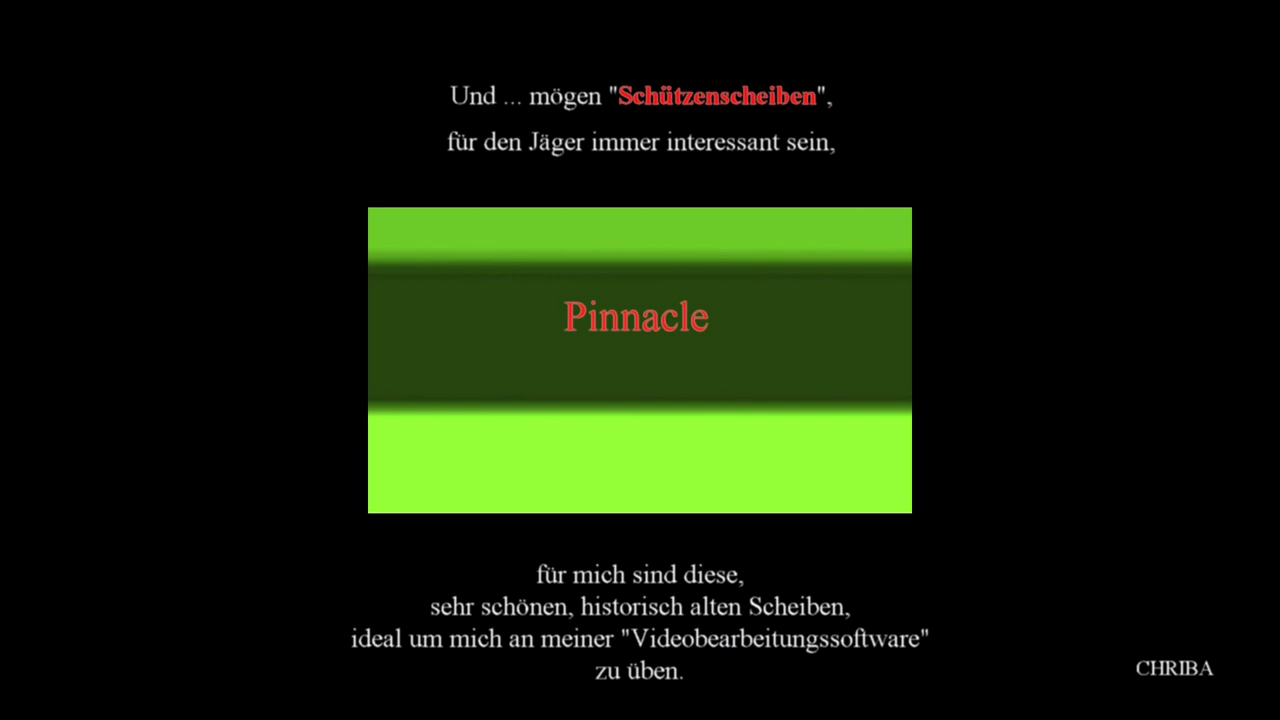 Und ... mögen "Schützenscheiben",
für den Jäger immer interessant sein,
Pinnacle
für mich sind diese,
sehr schönen, historisch alten Scheiben,
ideal um mich an meiner "Videobearbeitungssoftware"
zu üben.
CHRIBA